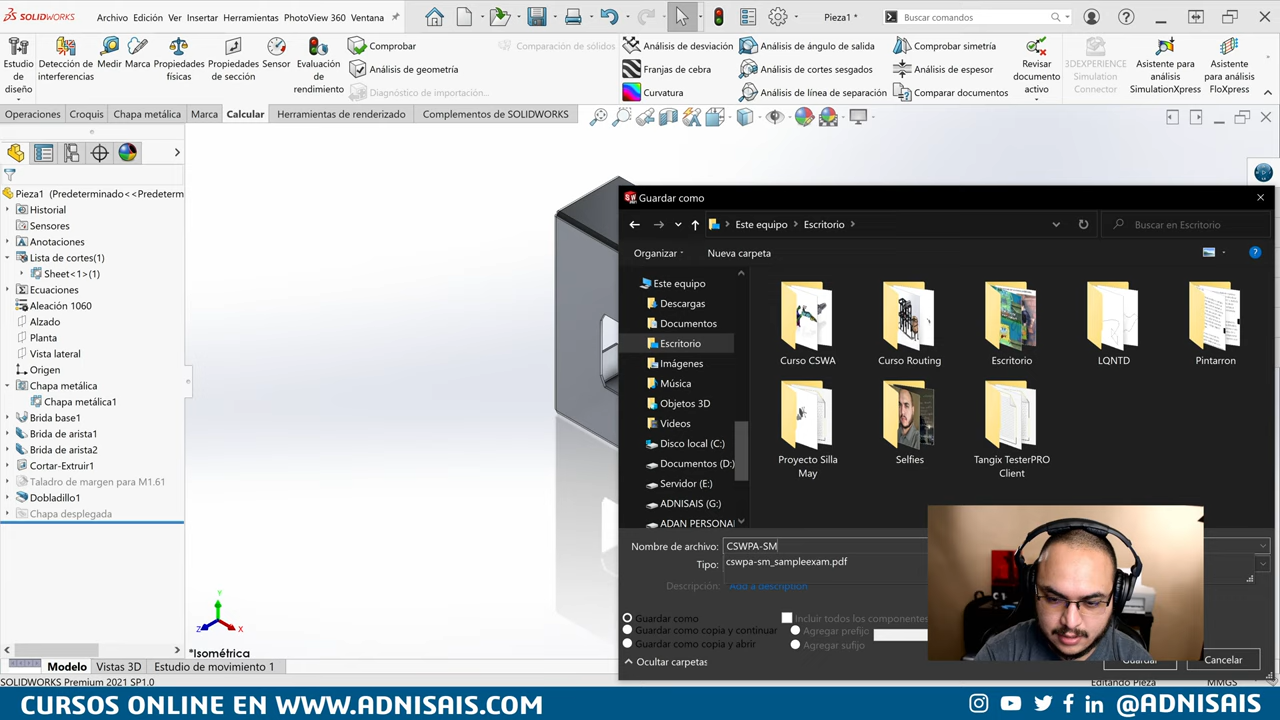 SOLIDWORKS Archivo Edición Ver Insertar Herramientas PhotoView 360 Ventana Pieza1 * Buscar comandos
Estudio de diseño
Detección de interferencias
Medir
Marca
Propiedades físicas
Propiedades de sección
Sensor
Evaluación de rendimiento
Comprobar
Análisis de geometría
Diagnóstico de importación...
Comparación de sólidos
Análisis de desviación
Franjas de cebra
Curvatura
Análisis de ángulo de salida
Análisis de cortes sesgados
Análisis de línea de separación
Comprobar simetría
Análisis de espesor
Comparar documentos
Revisar documento activo
3DEXPERIENCE Simulation Connector
Asistente para análisis SimulationXpress
Asistente para análisis FloXpress
Operaciones Croquis Chapa metálica Marca Calcular Herramientas de renderizado Complementos de SOLIDWORKS
Pieza1 (Predeterminado<<Predeterm
Historial
Sensores
Anotaciones
Lista de cortes(1)
Sheet<1>(1)
Ecuaciones
Aleación 1060
Alzado
Planta
Vista lateral
Origen
Chapa metálica
Chapa metálica1
Brida base1
Brida de arista1
Brida de arista2
Cortar-Extruir1
Taladro de margen para M1.61
Dobladillo1
Chapa desplegada
Guardar como
Este equipo Escritorio
Buscar en Escritorio
Organizar Nueva carpeta
Este equipo
Descargas
Documentos
Escritorio
Imágenes
Música
Objetos 3D
Videos
Disco local (C:)
Documentos (D:)
Servidor (E:)
ADNISAIS (G:)
ADAN PERSONA
Curso CSWA
Curso Routing
Escritorio
LQNTD
Pintarron
Proyecto Silla May
Selfies
Tangix TesterPRO Client
Nombre de archivo: CSWPA-SM
Tipo: cswpa-sm_sampleexam.pdf
Descripción: Add a description
Guardar como
Guardar como copia y continuar
Guardar como copia y abrir
Incluir todos los componentes
Agregar prefijo
Agregar sufijo
Ocultar carpetas
Guardar Cancelar
Y
Z X
*Isométrica
Modelo Vistas 3D Estudio de movimiento 1
SOLIDWORKS Premium 2021 SP1.0
Editando Pieza MMGS
CURSOS ONLINE EN WWW.ADNISAIS.COM
@ADNISAIS